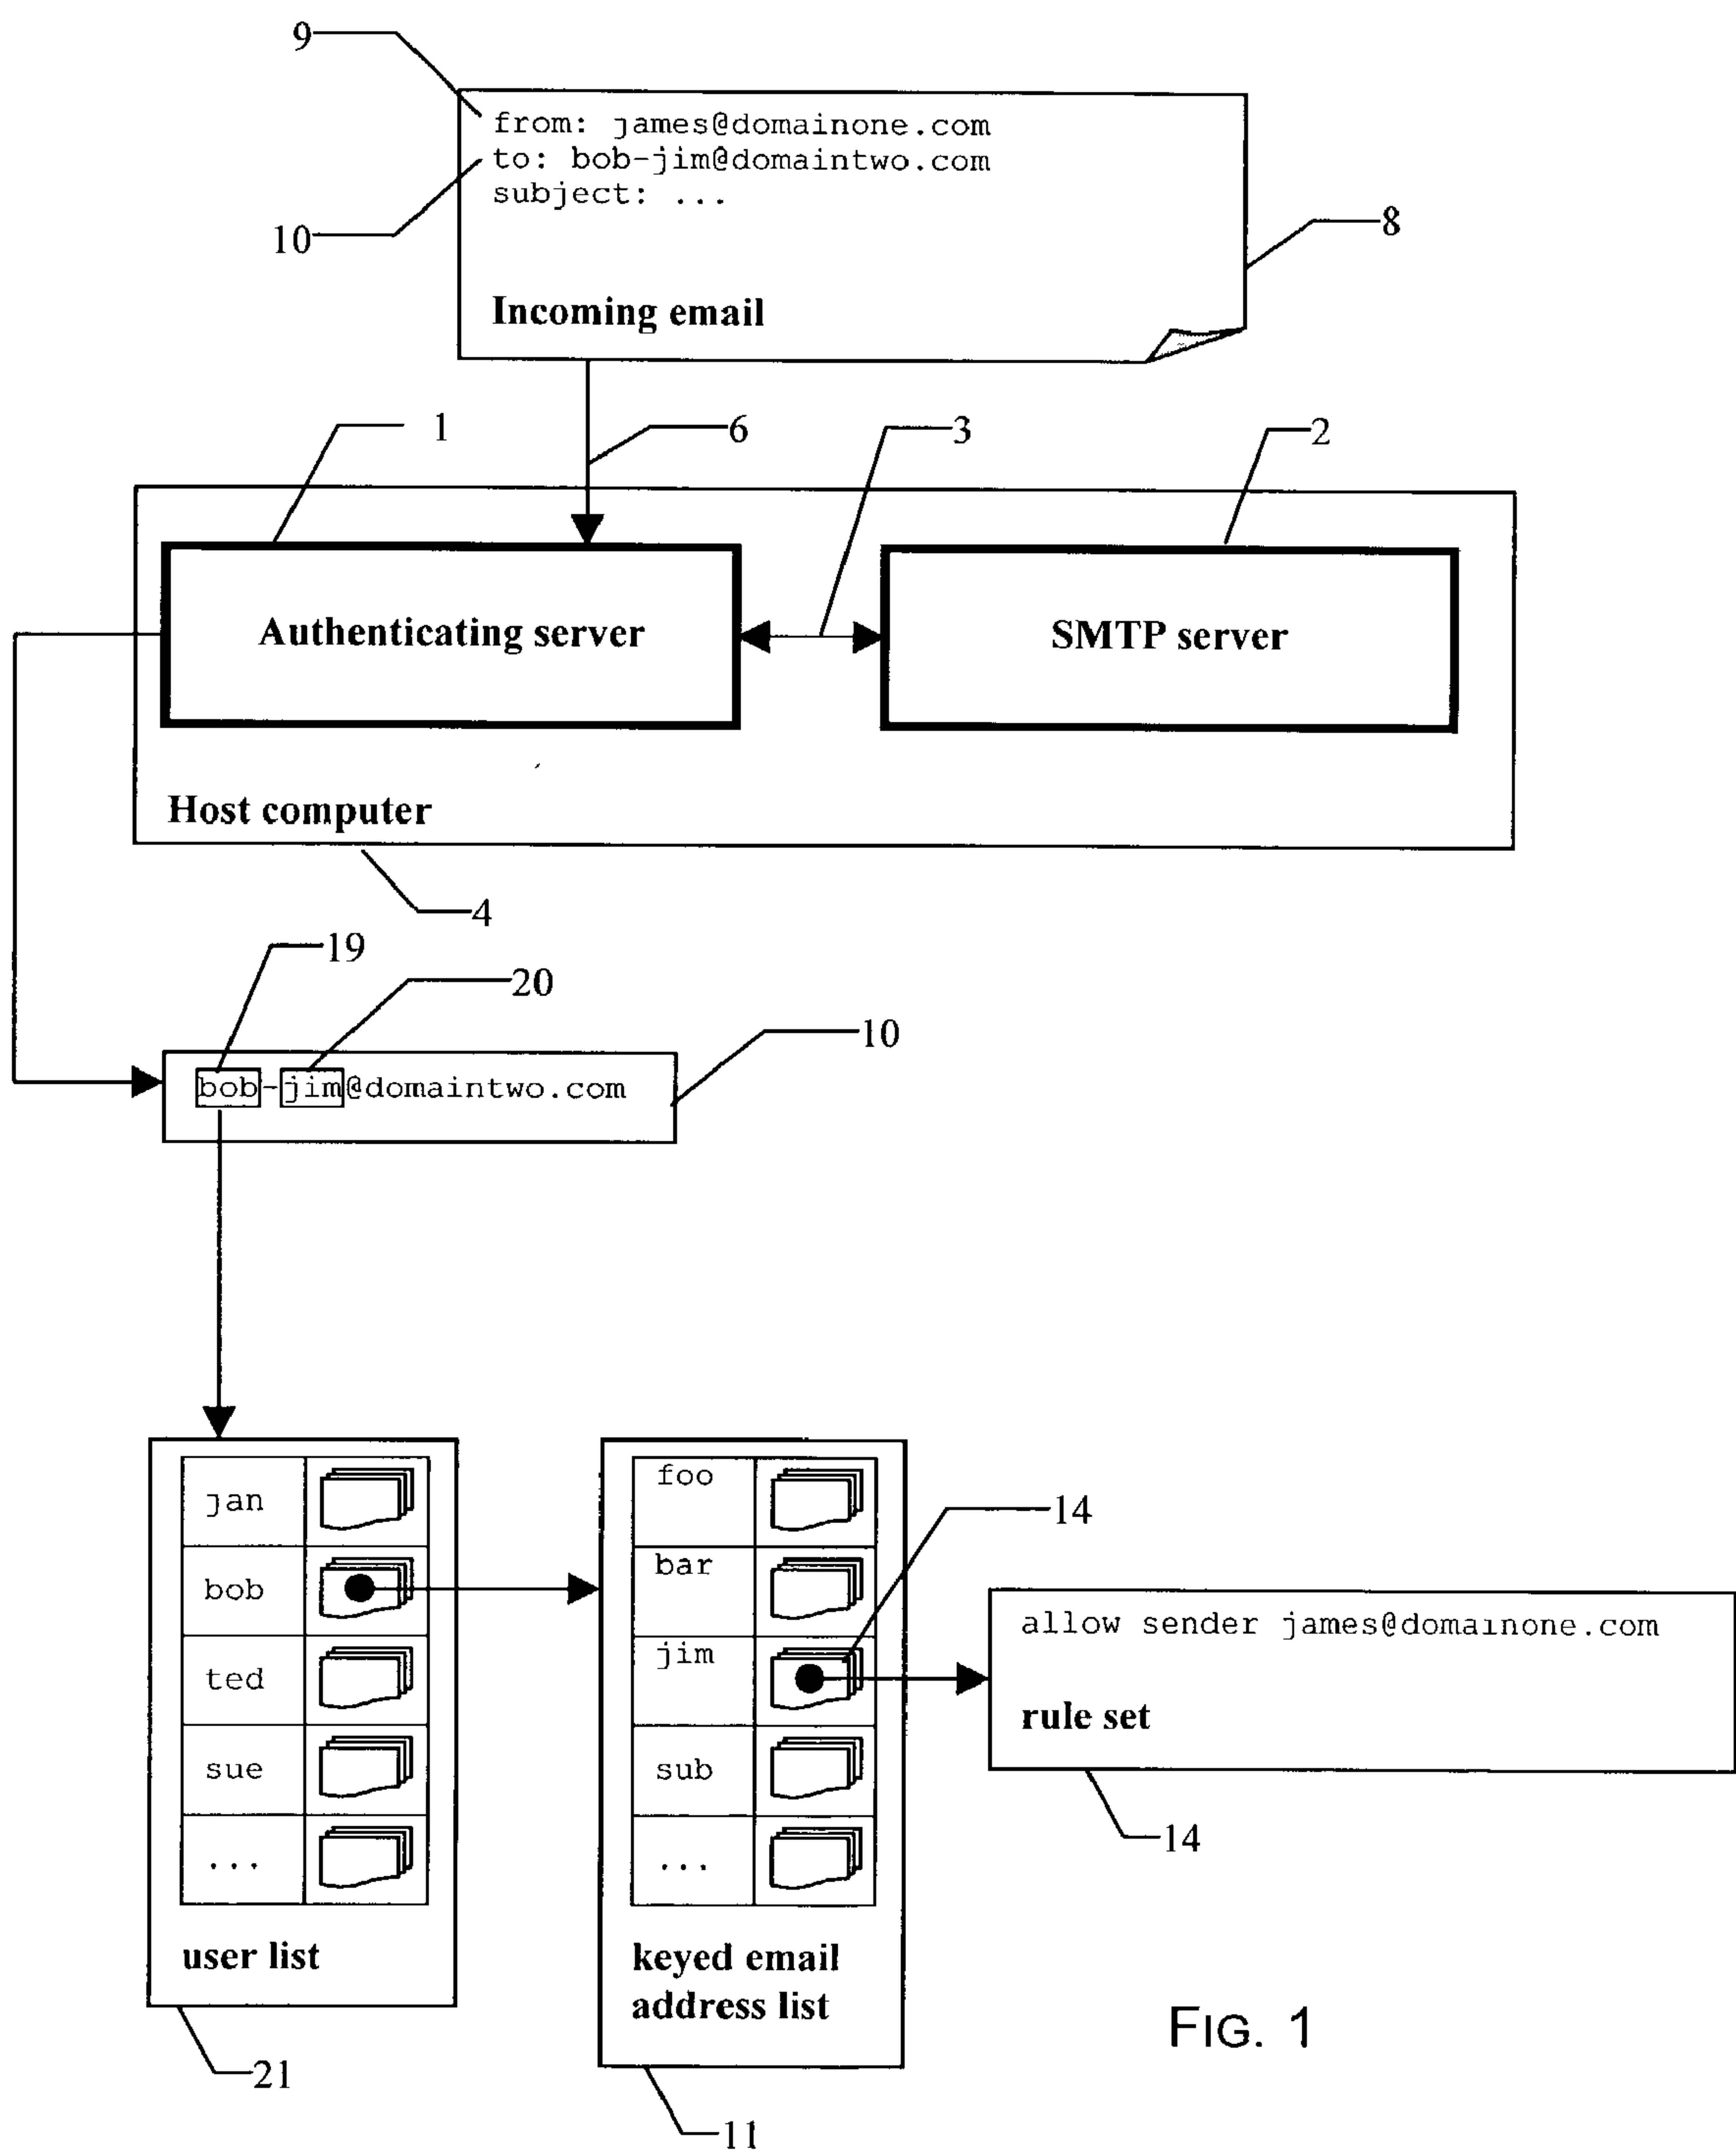 9
from: james@domainone.com
to: bob-jim@domaintwo.com
subject: ...
10
8
Incoming email
1
6
3
2
Authenticating server
SMTP server
Host computer
4
19
20
10
bob-jim@domaintwo.com
jan
bob
ted
sue
...
user list
21
foo
bar
jim
sub
...
keyed email
address list
11
14
allow sender james@domainone.com
rule set
14
FIG. 1